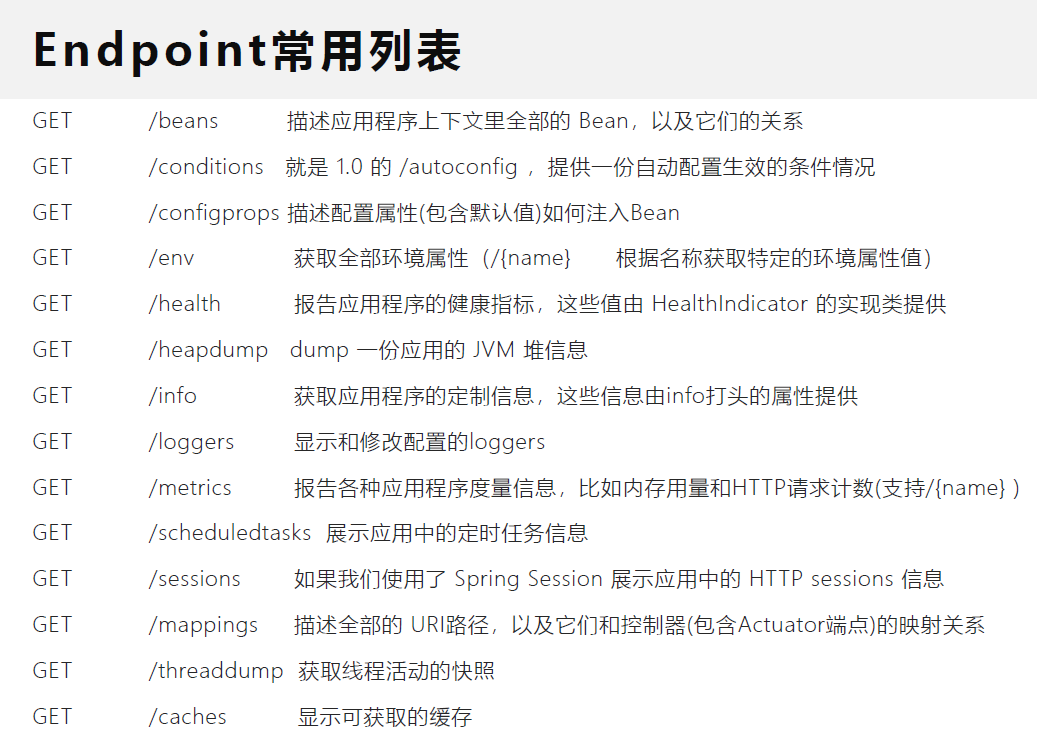 Endpoint常用列表
GET /beans 描述应用程序上下文里全部的 Bean，以及它们的关系
GET /conditions 就是 1.0 的 /autoconfig ，提供一份自动配置生效的条件情况
GET /configprops 描述配置属性(包含默认值)如何注入Bean
GET /env 获取全部环境属性（/{name} 根据名称获取特定的环境属性值）
GET /health 报告应用程序的健康指标，这些值由 HealthIndicator 的实现类提供
GET /heapdump dump 一份应用的 JVM 堆信息
GET /info 获取应用程序的定制信息，这些信息由info打头的属性提供
GET /loggers 显示和修改配置的loggers
GET /metrics 报告各种应用程序度量信息，比如内存用量和HTTP请求计数(支持/{name} )
GET /scheduledtasks 展示应用中的定时任务信息
GET /sessions 如果我们使用了 Spring Session 展示应用中的 HTTP sessions 信息
GET /mappings 描述全部的 URI路径，以及它们和控制器(包含Actuator端点)的映射关系
GET /threaddump 获取线程活动的快照
GET /caches 显示可获取的缓存